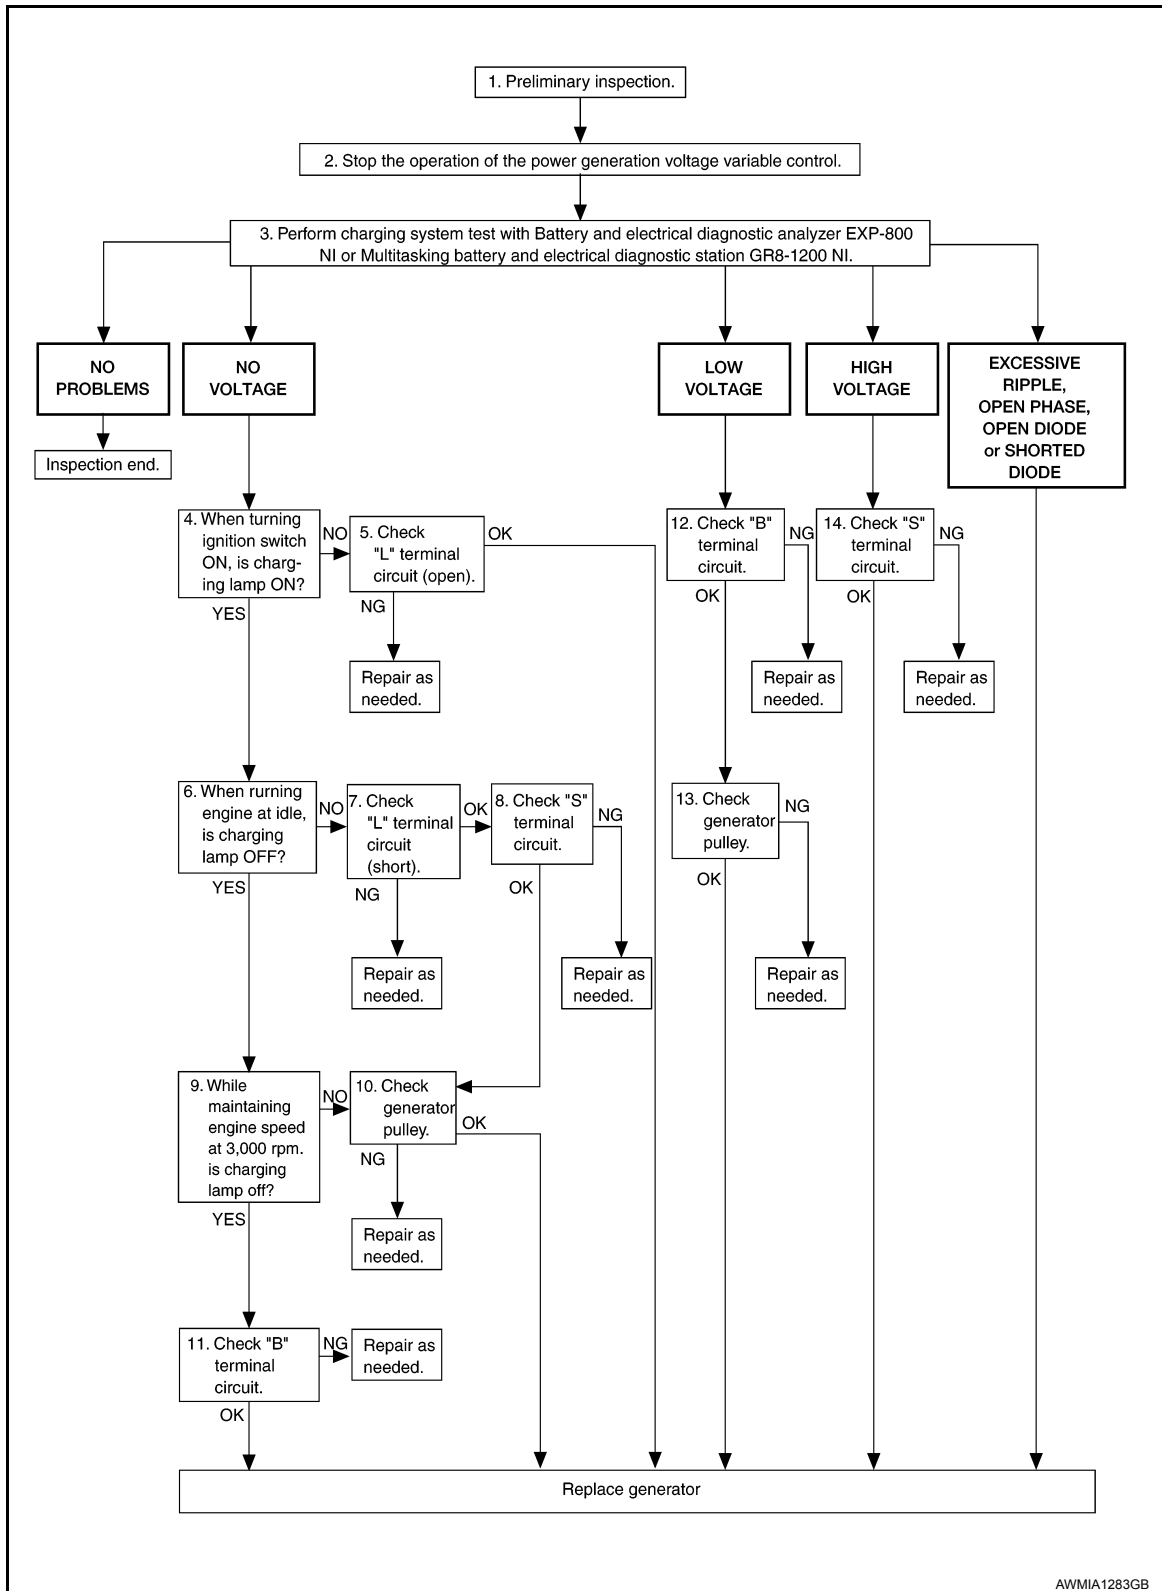 1. Preliminary inspection.
2. Stop the operation of the power generation voltage variable control.
3. Perform charging system test with Battery and electrical diagnostic analyzer EXP-800
NI or Multitasking battery and electrical diagnostic station GR8-1200 NI.
NO
PROBLEMS
NO
VOLTAGE
LOW
VOLTAGE
HIGH
VOLTAGE
EXCESSIVE
RIPPLE,
OPEN PHASE,
OPEN DIODE
or SHORTED
DIODE
Inspection end.
4. When turning
ignition switch
ON, is charg-
ing lamp ON?
NO
YES
5. Check
"L" terminal
circuit (open).
OK
NG
Repair as
needed.
12. Check "B"
terminal
circuit.
NG
OK
Repair as
needed.
14. Check "S"
terminal
circuit.
NG
OK
Repair as
needed.
6. When rurning
engine at idle,
is charging
lamp OFF?
NO
YES
7. Check
"L" terminal
circuit
(short).
OK
NG
Repair as
needed.
8. Check "S"
terminal
circuit.
NG
OK
Repair as
needed.
13. Check
generator
pulley.
NG
OK
Repair as
needed.
9. While
maintaining
engine speed
at 3,000 rpm.
is charging
lamp off?
NO
YES
10. Check
generator
pulley.
OK
NG
Repair as
needed.
11. Check "B"
terminal
circuit.
NG
OK
Repair as
needed.
Replace generator
AWMIA1283GB